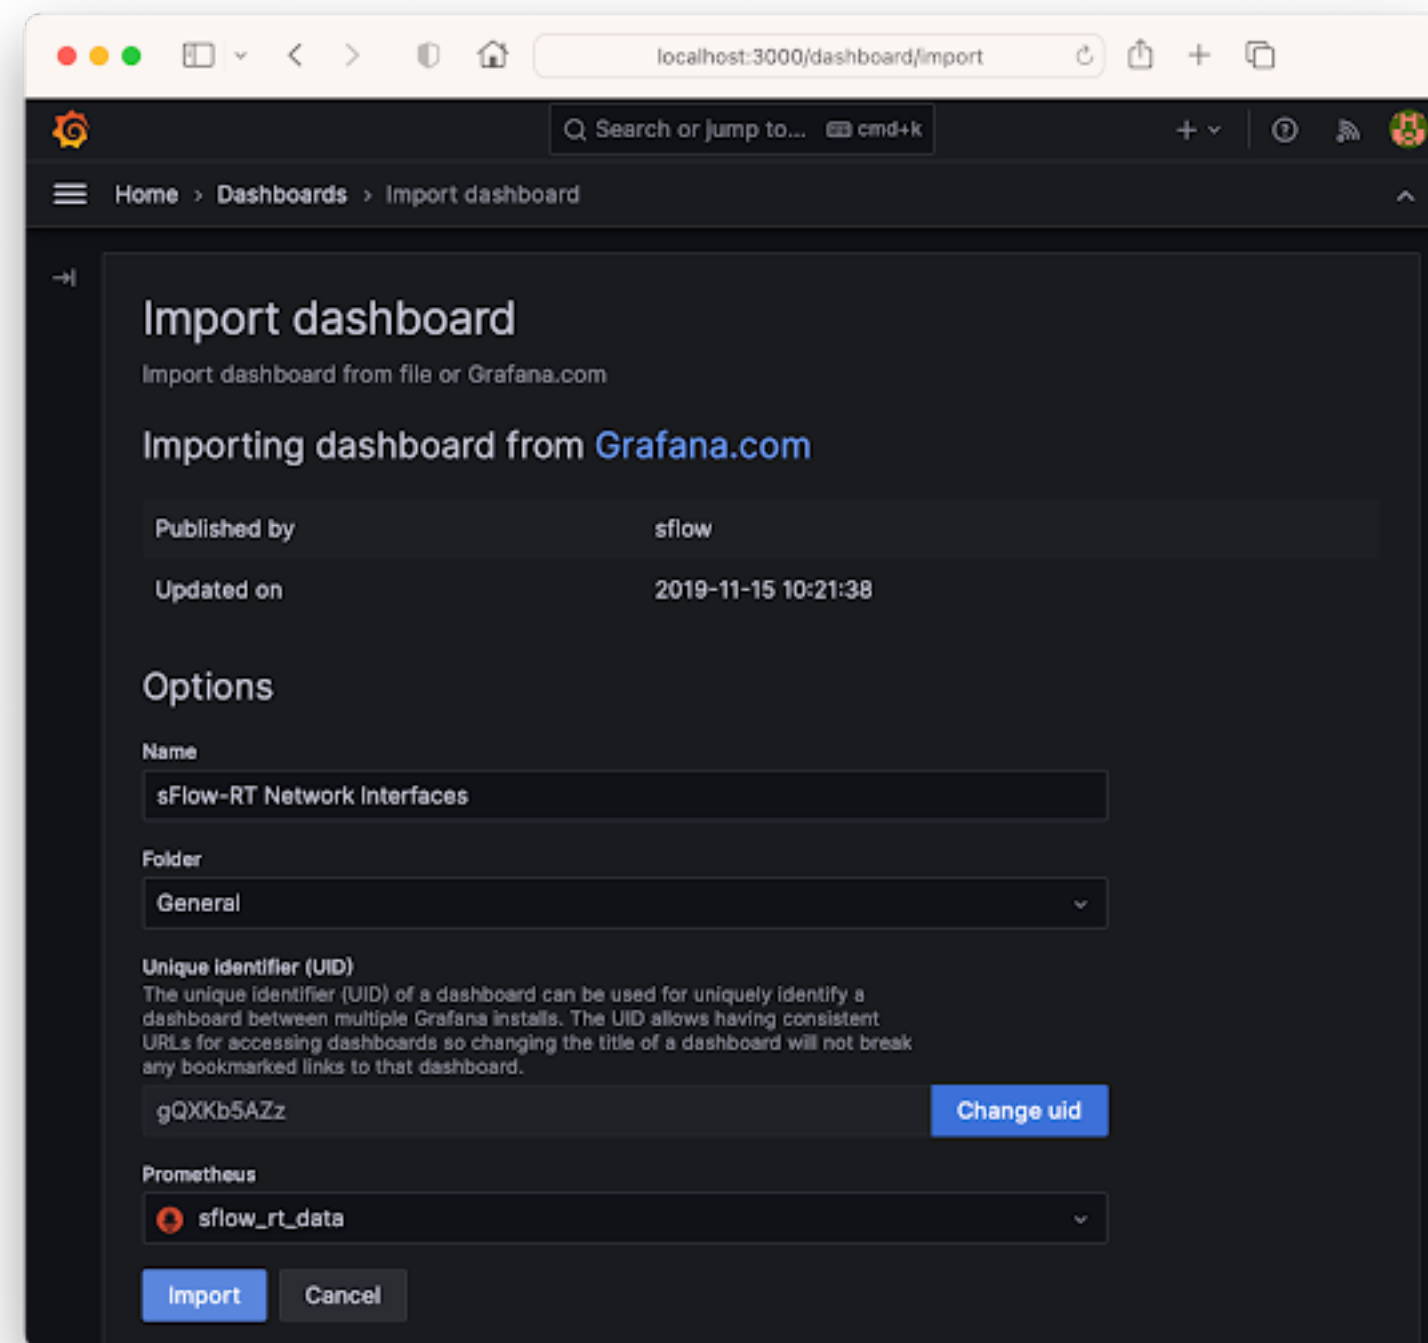 localhost:3000/dashboard/import
Search or jump to... cmd+k
Home › Dashboards › Import dashboard
Import dashboard
Import dashboard from file or Grafana.com
Importing dashboard from Grafana.com
Published by sflow
Updated on 2019-11-15 10:21:38
Options
Name
sFlow-RT Network Interfaces
Folder
General
Unique identifier (UID)
The unique identifier (UID) of a dashboard can be used for uniquely identify a
dashboard between multiple Grafana installs. The UID allows having consistent
URLs for accessing dashboards so changing the title of a dashboard will not break
any bookmarked links to that dashboard.
gQXKb5AZz Change uid
Prometheus
sflow_rt_data
Import Cancel